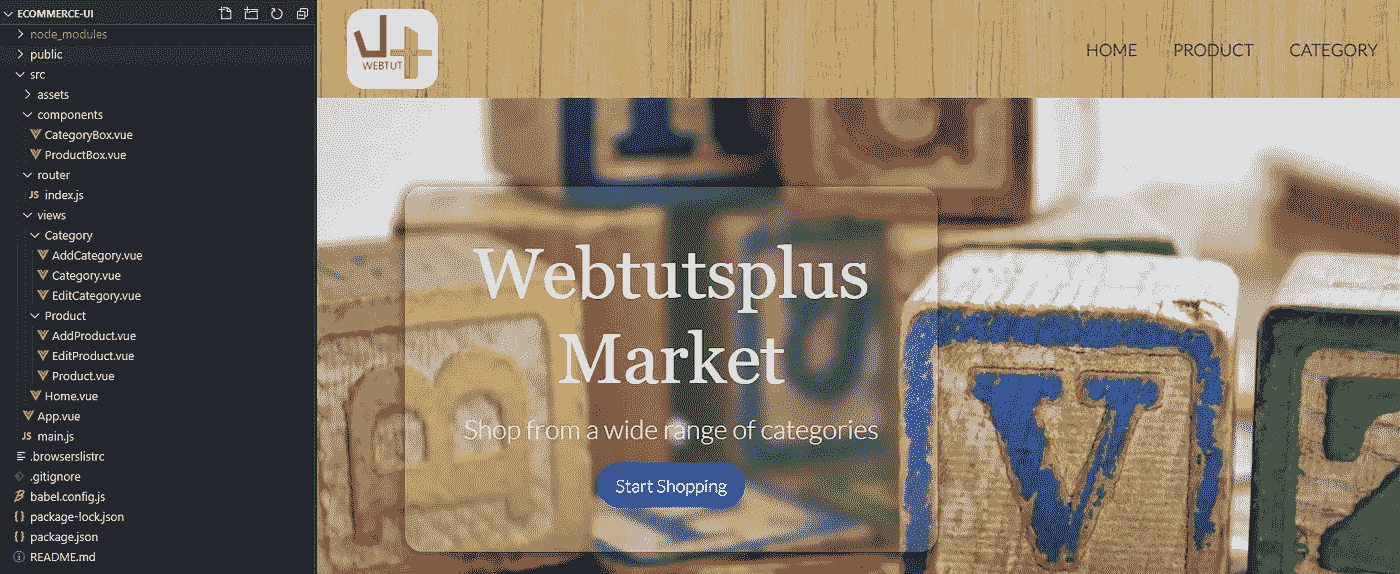 ECOMMERCE-UI
node_modules
public
src
assets
components
CategoryBox.vue
ProductBox.vue
router
JS index.js
views
Category
AddCategory.vue
Category.vue
EditCategory.vue
Product
AddProduct.vue
EditProduct.vue
Product.vue
Home.vue
App.vue
JS main.js
.browserslistrc
.gitignore
babel.config.js
{ } package-lock.json
{ } package.json
README.md
WEBTUT
HOME PRODUCT CATEGORY
Webtutsplus
Market
Shop from a wide range of categories
Start Shopping
B
V